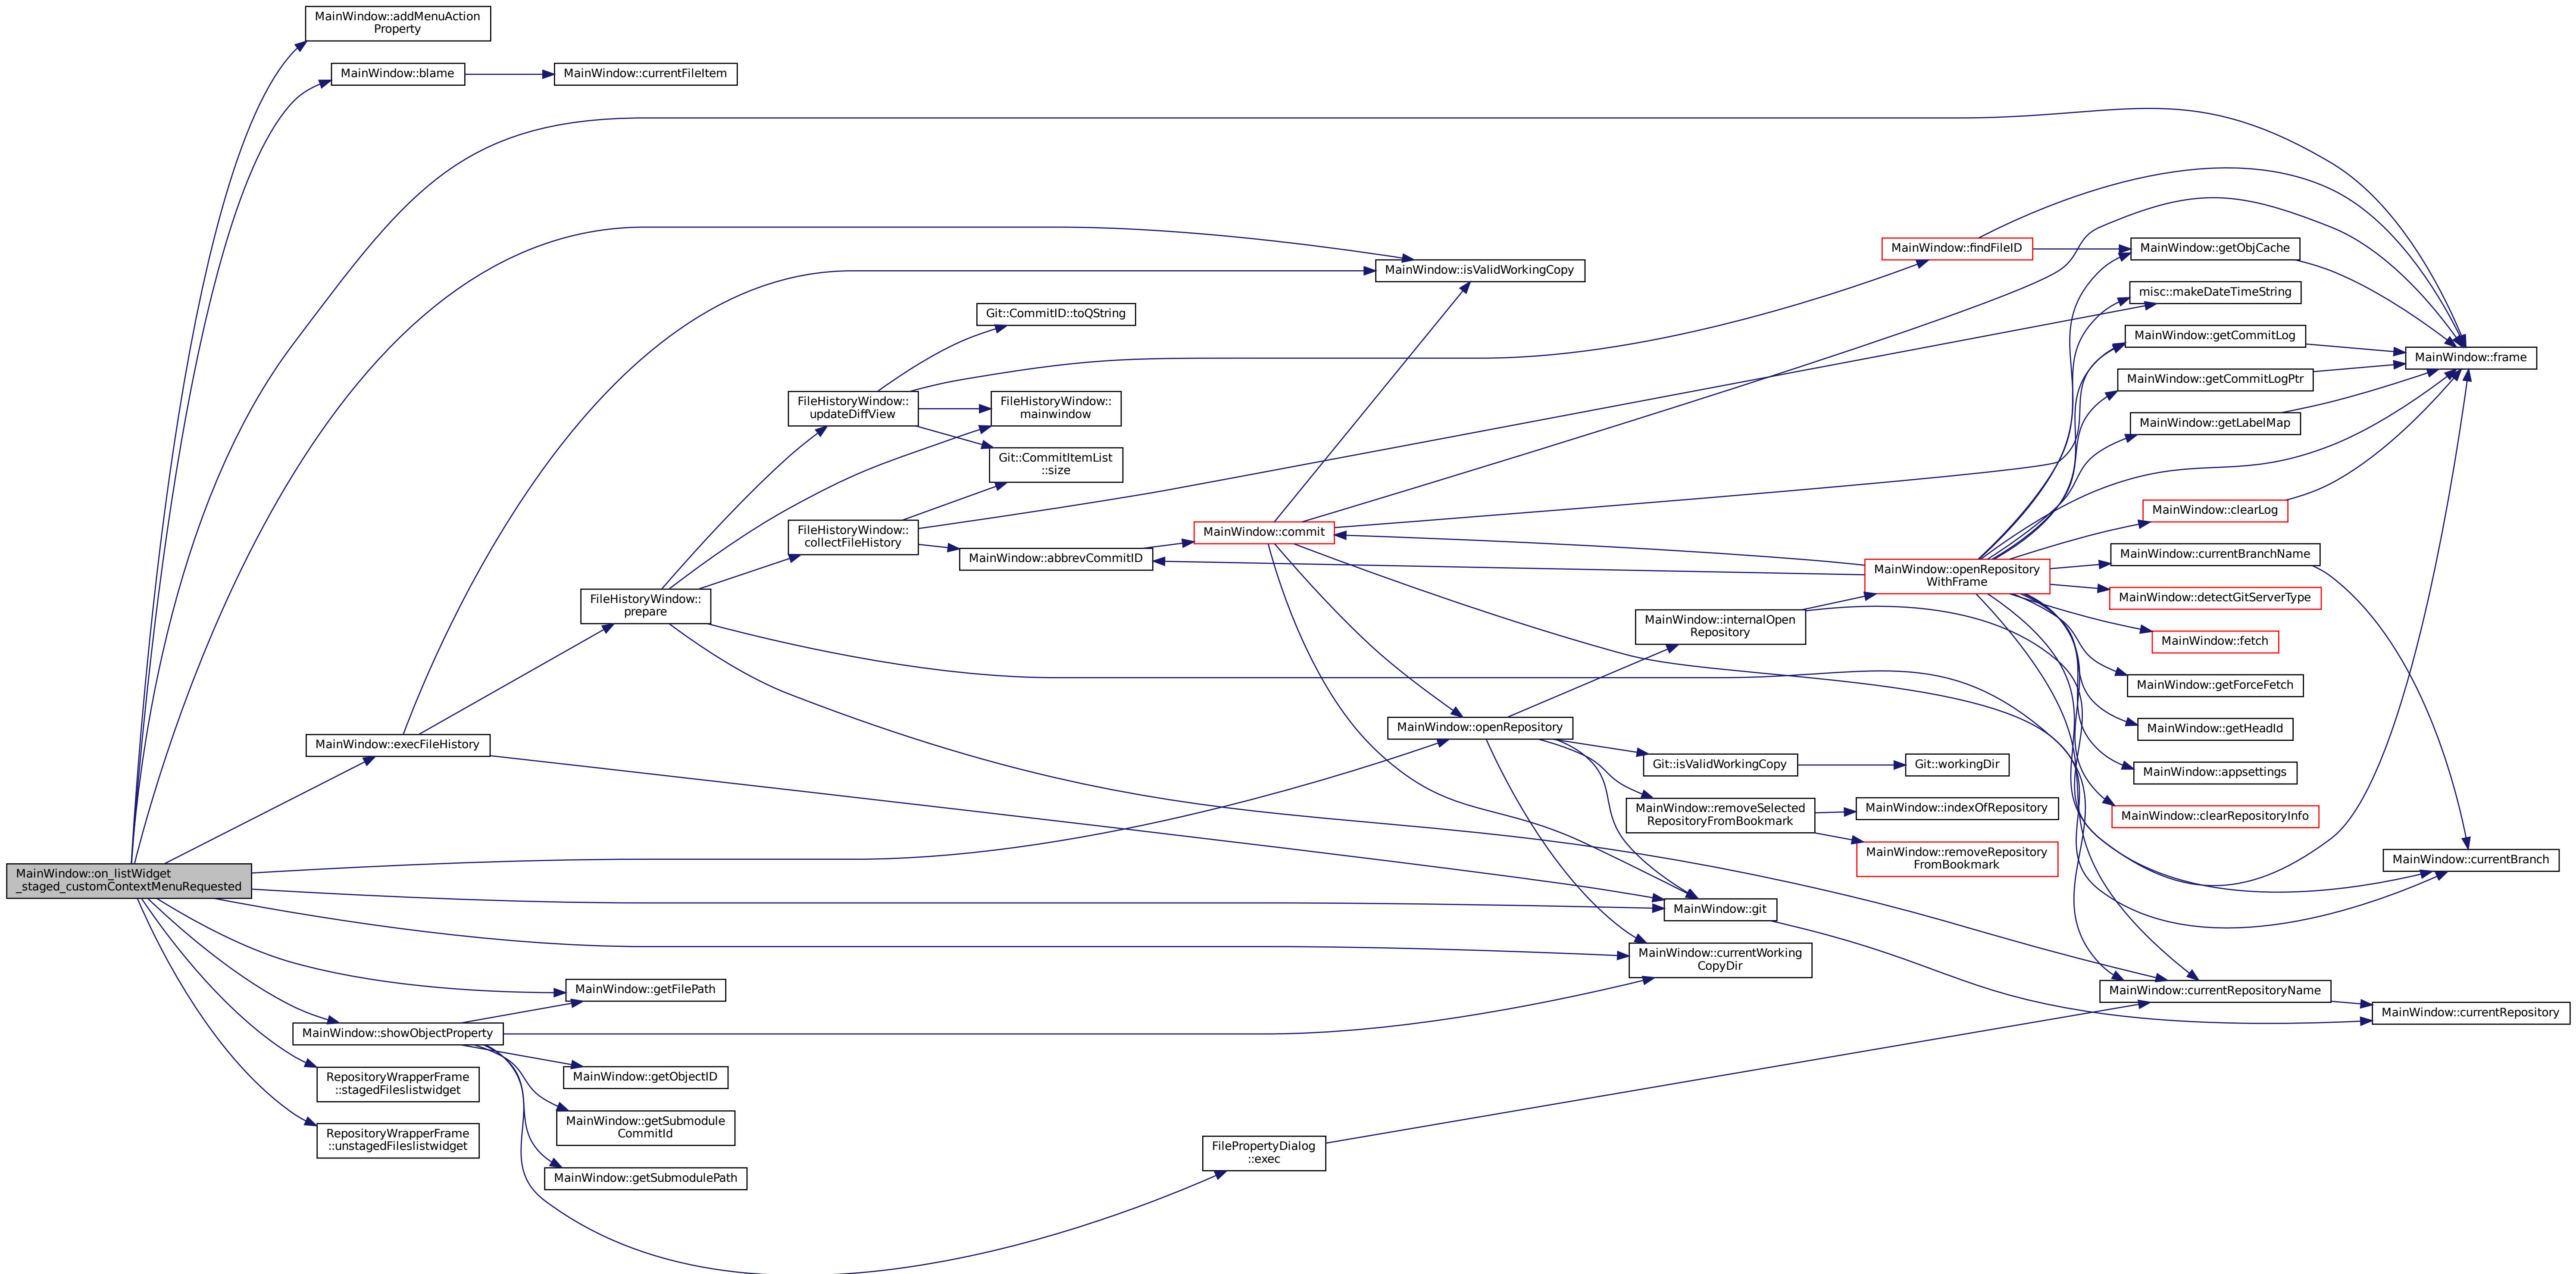 MainWindow::on_listWidget
_staged_customContextMenuRequested
MainWindow::addMenuAction
Property
MainWindow::blame
MainWindow::currentFileItem
MainWindow::execFileHistory
MainWindow::showObjectProperty
RepositoryWrapperFrame
::stagedFileslistwidget
RepositoryWrapperFrame
::unstagedFileslistwidget
FileHistoryWindow::
prepare
MainWindow::getFilePath
MainWindow::getObjectID
MainWindow::getSubmodule
CommitId
MainWindow::getSubmodulePath
FileHistoryWindow::
updateDiffView
FileHistoryWindow::
collectFileHistory
Git::CommitID::toQString
FileHistoryWindow::
mainwindow
Git::CommitItemList
::size
MainWindow::abbrevCommitID
MainWindow::commit
FilePropertyDialog
::exec
MainWindow::isValidWorkingCopy
MainWindow::openRepository
MainWindow::internalOpen
Repository
Git::isValidWorkingCopy
MainWindow::removeSelected
RepositoryFromBookmark
MainWindow::git
MainWindow::currentWorking
CopyDir
MainWindow::findFileID
MainWindow::openRepository
WithFrame
Git::workingDir
MainWindow::indexOfRepository
MainWindow::removeRepository
FromBookmark
MainWindow::getObjCache
misc::makeDateTimeString
MainWindow::getCommitLog
MainWindow::getCommitLogPtr
MainWindow::getLabelMap
MainWindow::clearLog
MainWindow::currentBranchName
MainWindow::detectGitServerType
MainWindow::fetch
MainWindow::getForceFetch
MainWindow::getHeadId
MainWindow::appsettings
MainWindow::clearRepositoryInfo
MainWindow::currentRepositoryName
MainWindow::frame
MainWindow::currentBranch
MainWindow::currentRepository